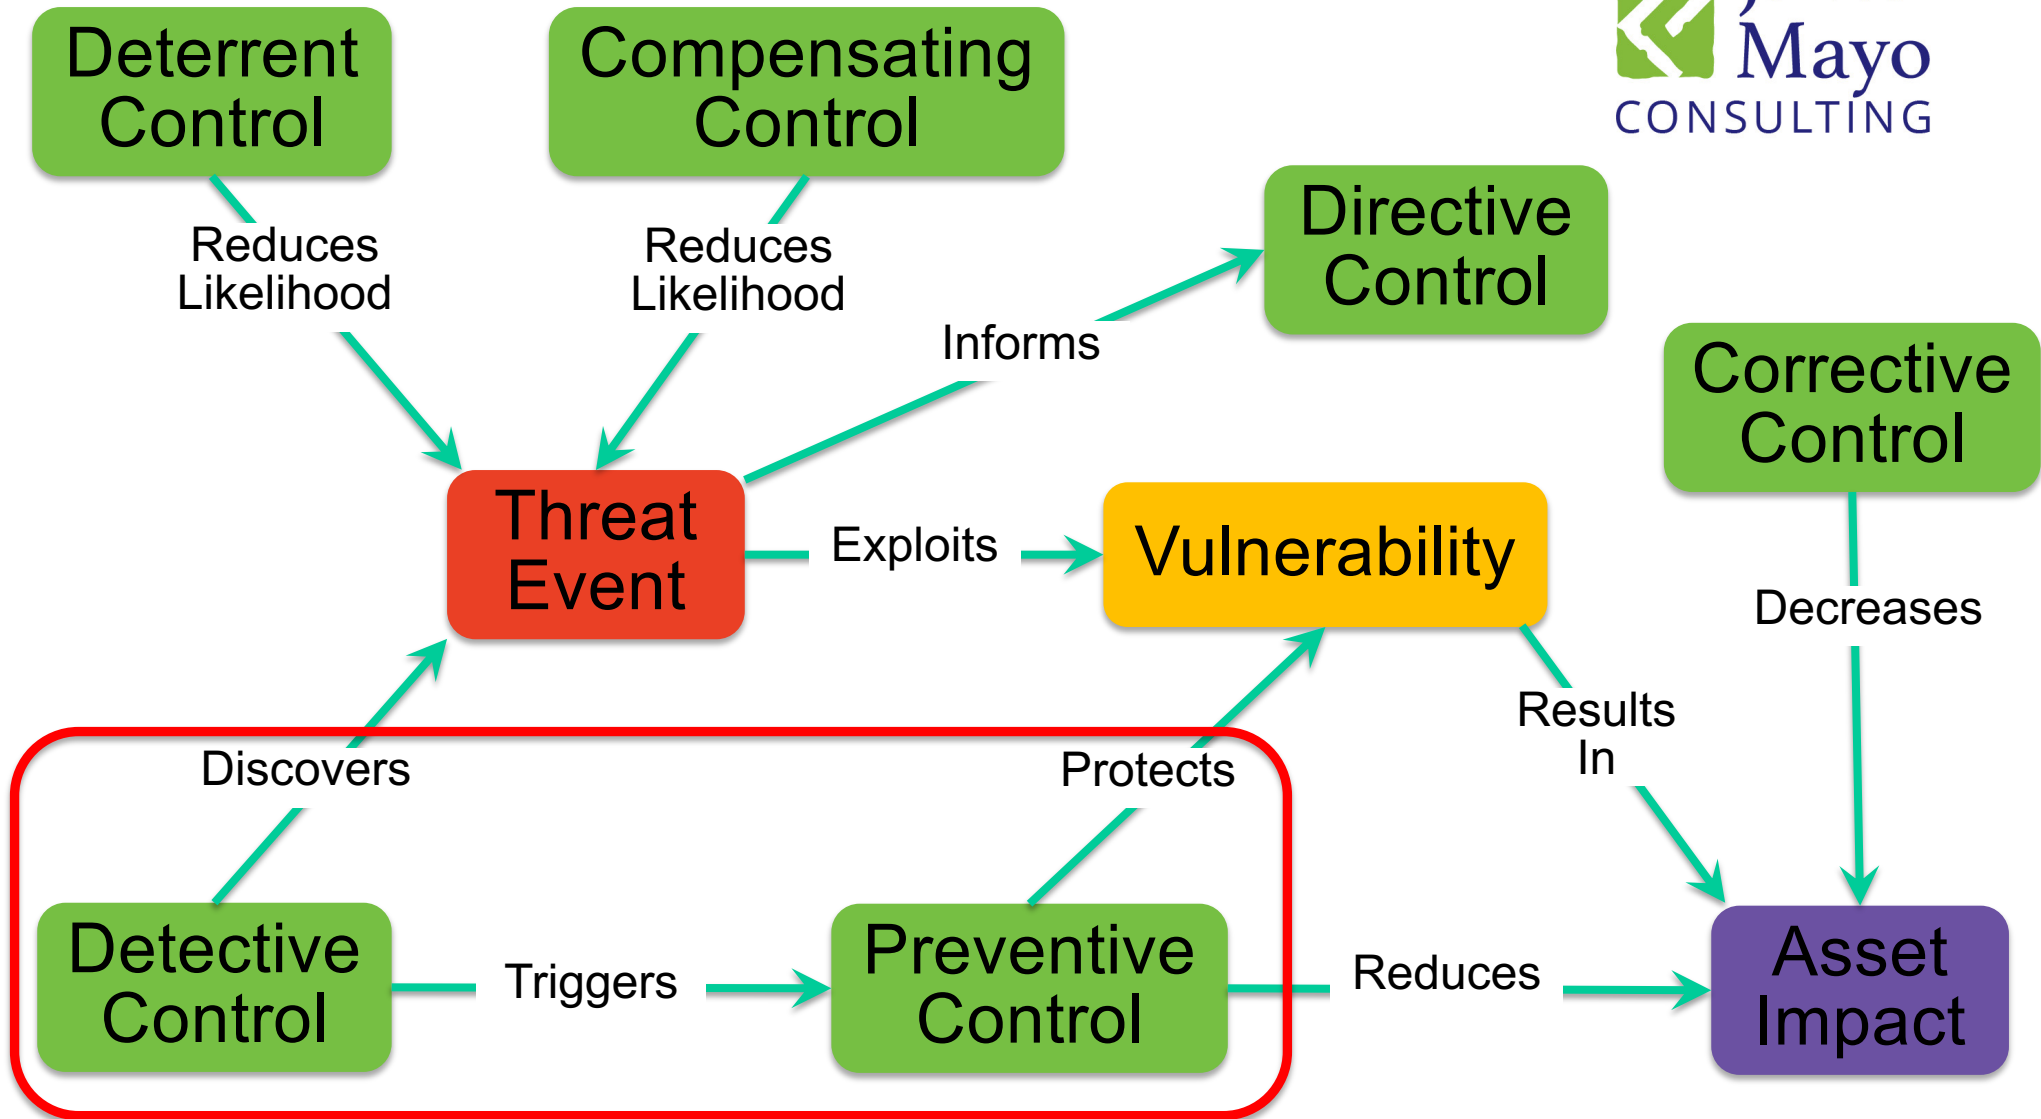 Deterrent
Control
Compensating
Control
Mayo
CONSULTING
Directive
Control
Reduces
Likelihood
Reduces
Likelihood
Informs
Corrective
Control
Threat
Event
Exploits
Vulnerability
Decreases
Results
In
Discovers
Protects
Detective
Control
Triggers
Preventive
Control
Reduces
Asset
Impact